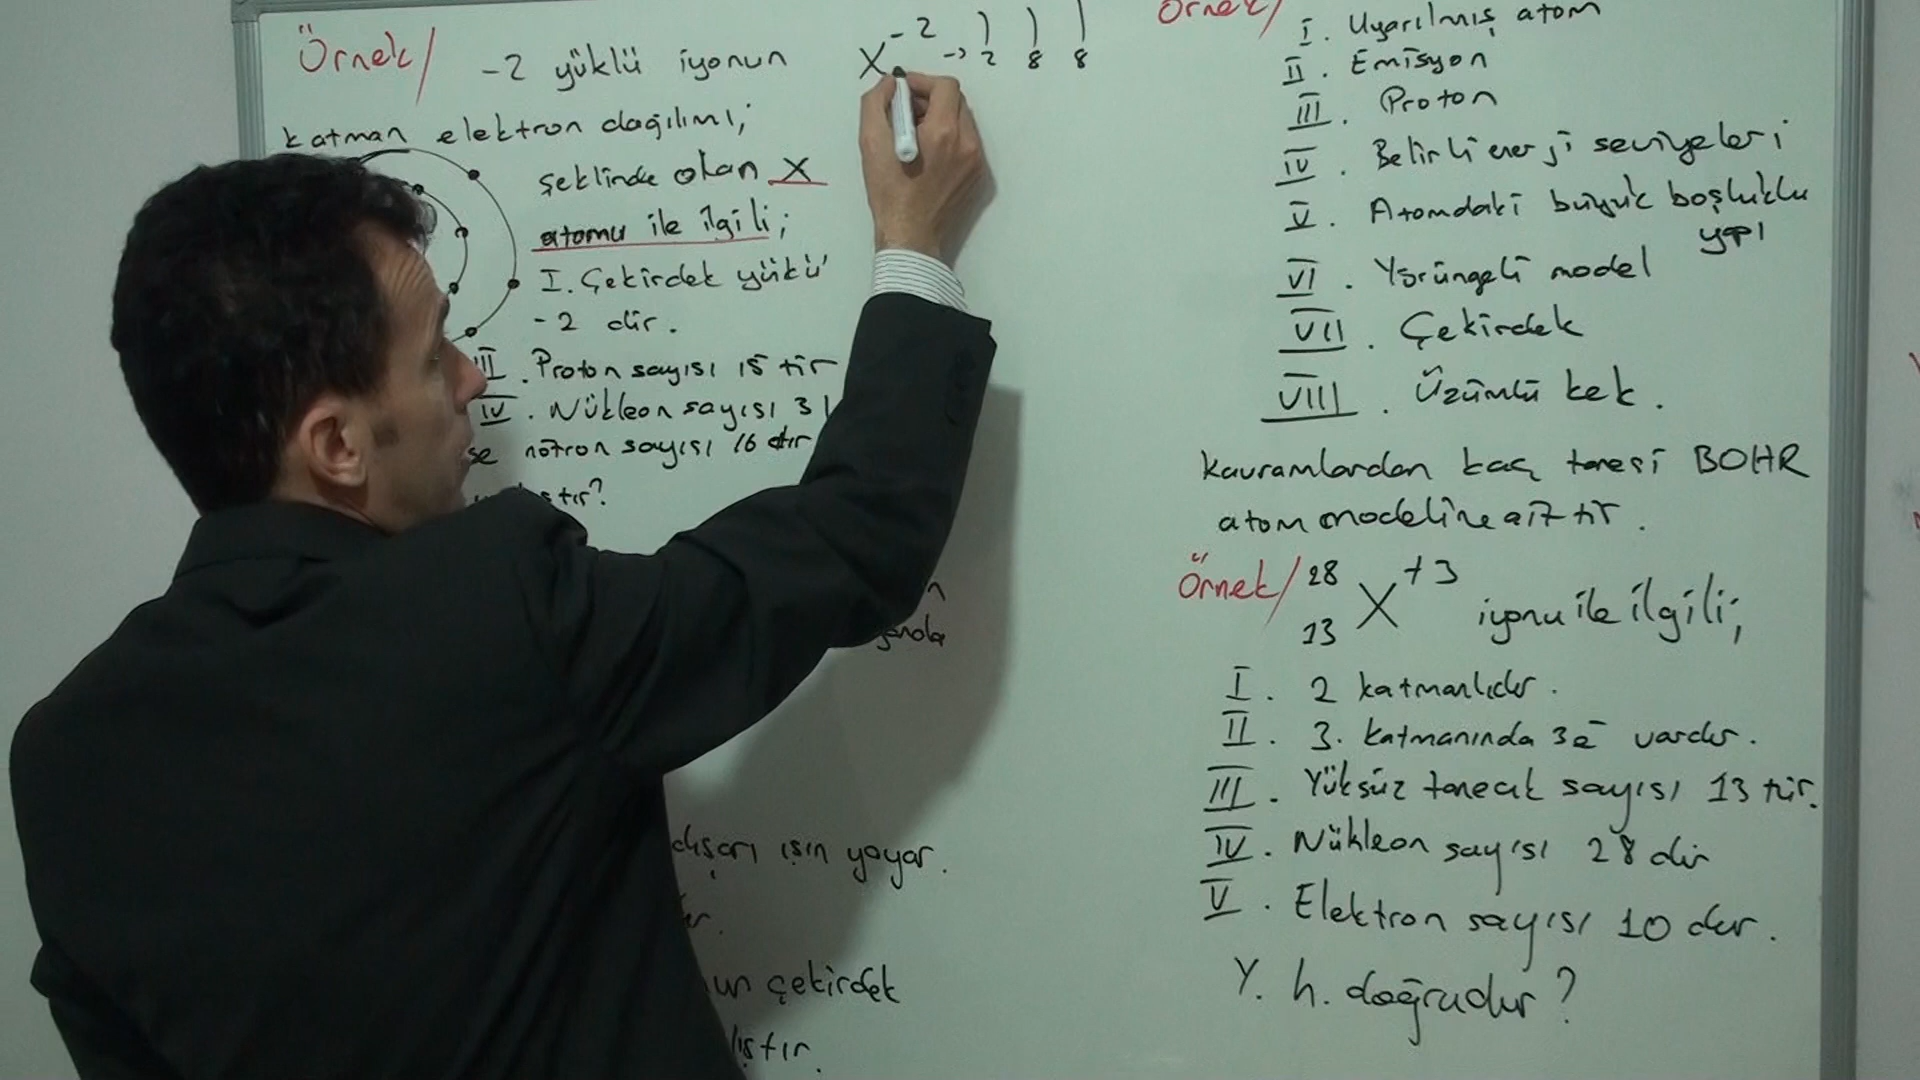 Örnek/ -2 yüklü iyonun X⁻² → ) ) )
2 8 8
katman elektron dağılımı;
şeklinde olan X
atomu ile ilgili;
I. Çekirdek yükü
-2 dir.
III. Proton sayısı 15 tir
IV. Nükleon sayısı 31
se nötron sayısı 16 dır
dışarı ışın yayar.
çekirdek
Örnek/
I. Uyarılmış atom
II. Emisyon
III. Proton
IV. Belirli enerji seviyeleri
V. Atomdaki büyük boşluklu
yapı
VI. Yörüngeli model
VII. Çekirdek
VIII. Üzümlü kek.
Kavramlardan kaç tanesi BOHR
atom modeline aittir.
Örnek/ 28 13 X +3 iyonu ile ilgili;
I. 2 katmanlıdır.
II. 3. katmanında 3e⁻ vardır.
III. Yüksüz tanecik sayısı 13 tür.
IV. Nükleon sayısı 28 dir
V. Elektron sayısı 10 dur.
Y. h. doğrudur?